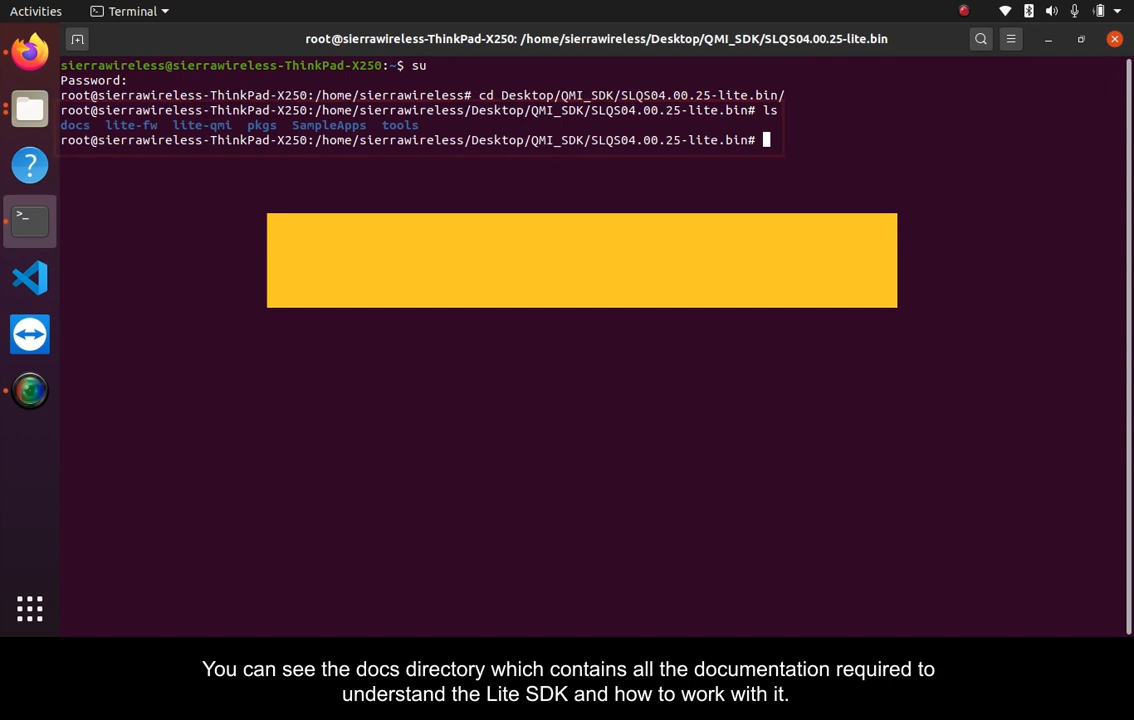 Activities
Terminal
root@sierrawireless-ThinkPad-X250: /home/sierrawireless/Desktop/QMI_SDK/SLQS04.00.25-lite.bin
sierrawireless@sierrawireless-ThinkPad-X250:~$ su
Password:
root@sierrawireless-ThinkPad-X250:/home/sierrawireless# cd Desktop/QMI_SDK/SLQS04.00.25-lite.bin/
root@sierrawireless-ThinkPad-X250:/home/sierrawireless/Desktop/QMI_SDK/SLQS04.00.25-lite.bin# ls
docs lite-fw lite-qmi pkgs SampleApps tools
root@sierrawireless-ThinkPad-X250:/home/sierrawireless/Desktop/QMI_SDK/SLQS04.00.25-lite.bin#
You can see the docs directory which contains all the documentation required to
understand the Lite SDK and how to work with it.